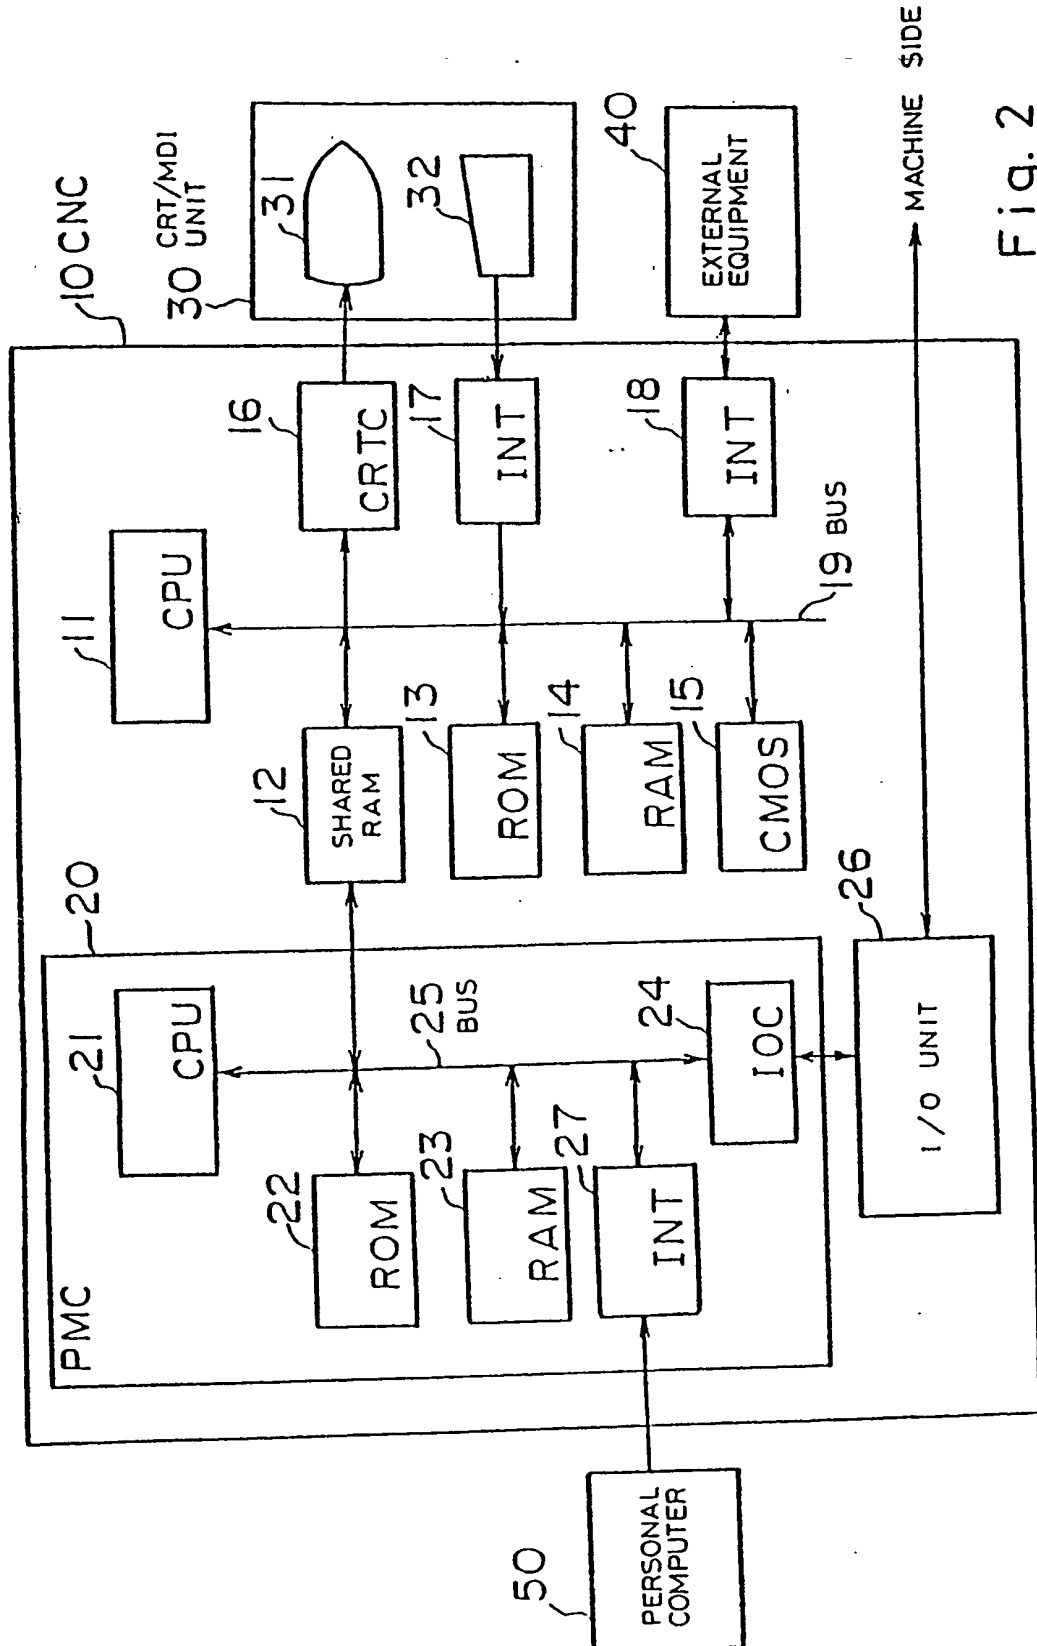 10 CNC
20
PMC
21
CPU
22
ROM
23
RAM
27
INT
25
BUS
24
IOC
26
I/O UNIT
50
PERSONAL
COMPUTER
12
SHARED
RAM
13
ROM
14
RAM
15
CMOS
11
CPU
19 BUS
16
CRTC
17
INT
18
INT
30 CRT/MDI
UNIT
31
32
40
EXTERNAL
EQUIPMENT
MACHINE SIDE
Fig. 2